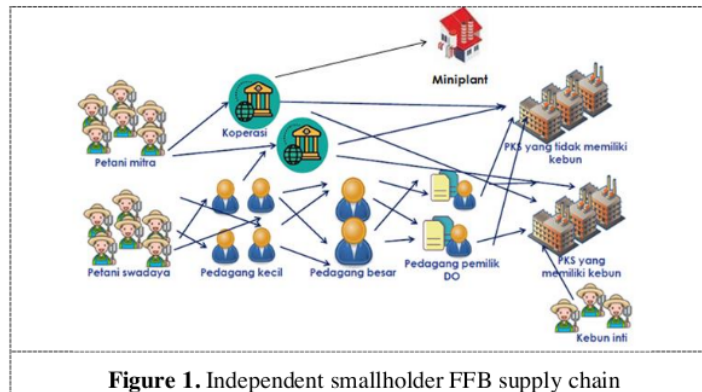 Miniplant
Koperasi
Petani mitra
PKS yang tidak memiliki
kebun
Petani swadaya
Pedagang kecil
Pedagang besar
Pedagang pemilik
DO
PKS yang
memiliki kebun
Kebun inti
Figure 1. Independent smallholder FFB supply chain